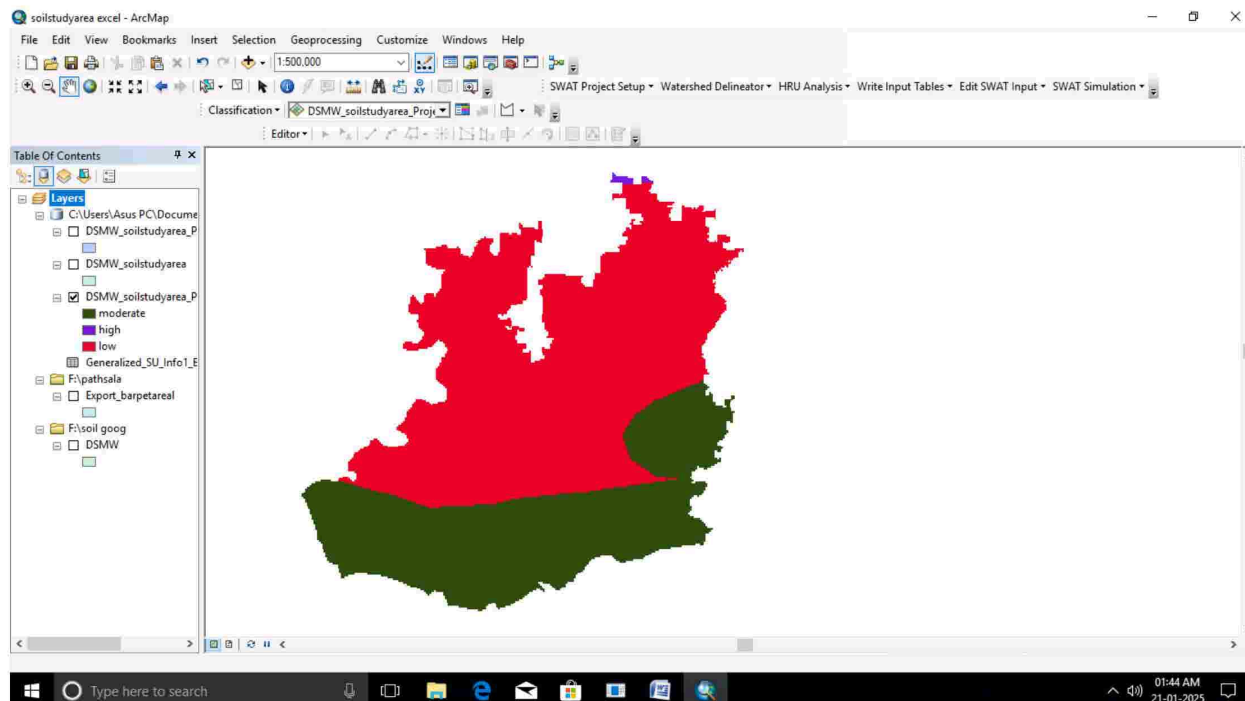 soilstudyarea excel - ArcMap
File Edit View Bookmarks Insert Selection Geoprocessing Customize Windows Help
1:500,000
SWAT Project Setup Watershed Delineator HRU Analysis Write Input Tables Edit SWAT Input SWAT Simulation
Classification DSMW_soilstudyarea_Proje
Editor
Table Of Contents
Layers
C:\Users\Asus PC\Docume
DSMW_soilstudyarea_P
DSMW_soilstudyarea
DSMW_soilstudyarea_P
moderate
high
low
Generalized_SU_Info1_E
F:\pathsala
Export_barpetareal
F:\soil goog
DSMW
Type here to search
01:44 AM
21-01-2025